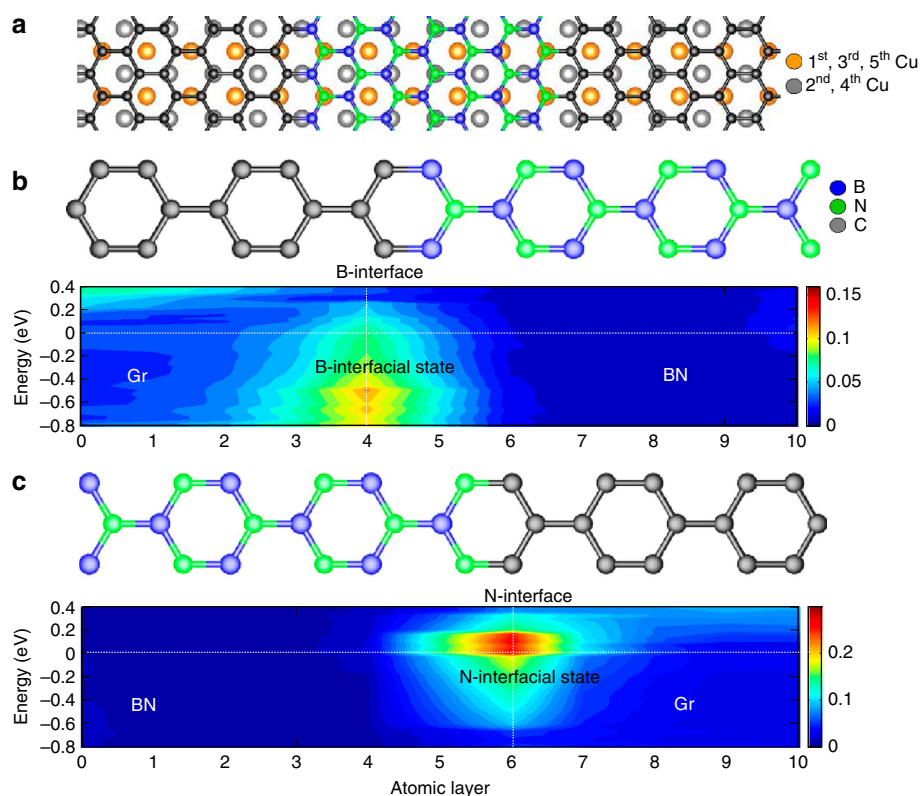 a
1st, 3rd, 5th Cu
2nd, 4th Cu
b
B
N
C
B-interface
0.4
0.2
0
−0.2
−0.4
−0.6
−0.8
Energy (eV)
Gr
B-interfacial state
BN
0.15
0.10
0.05
0
0 1 2 3 4 5 6 7 8 9 10
c
N-interface
0.4
0.2
0
−0.2
−0.4
−0.6
−0.8
Energy (eV)
BN
N-interfacial state
Gr
0.2
0.1
0
0 1 2 3 4 5 6 7 8 9 10
Atomic layer